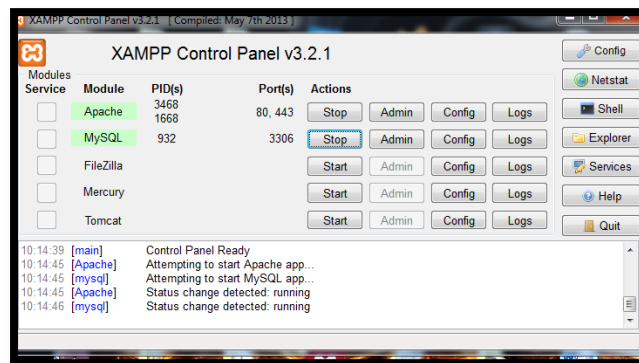 XAMPP Control Panel v3.2.1 [ Compiled: May 7th 2013 ]
XAMPP Control Panel v3.2.1
Config
Modules
Service Module PID(s) Port(s) Actions
Netstat
Apache 3468 1668 80, 443 Stop Admin Config Logs
Shell
MySQL 932 3306 Stop Admin Config Logs
Explorer
FileZilla Start Admin Config Logs
Services
Mercury Start Admin Config Logs
Help
Tomcat Start Admin Config Logs
Quit
10:14:39 [main] Control Panel Ready
10:14:45 [Apache] Attempting to start Apache app...
10:14:45 [mysql] Attempting to start MySQL app...
10:14:45 [Apache] Status change detected: running
10:14:46 [mysql] Status change detected: running